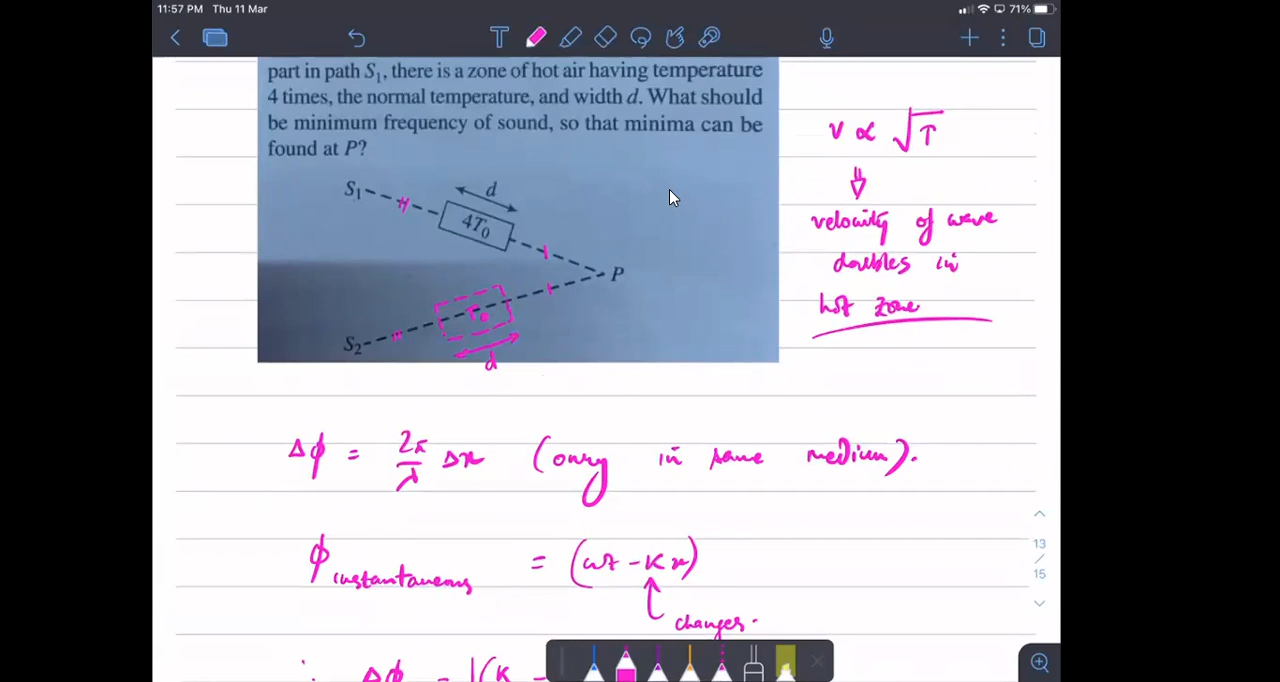 11:57 PM Thu 11 Mar
71%
T
part in path S₁, there is a zone of hot air having temperature
4 times, the normal temperature, and width d. What should
be minimum frequency of sound, so that minima can be
found at P?
S₁
d
4T₀
P
T₀
S₂
d
v ∝ √T
⇓
velocity of wave
doubles in
hot zone
Δϕ = 2π/λ Δx (only in same medium).
ϕ instantaneous = (ωt - kx)
changes.
13
/
15
∴ Δϕ = |(K -